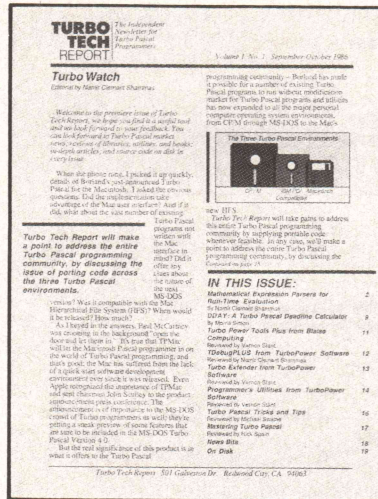 TURBO
TECH
REPORT
The Independent
Newsletter for
Turbo Pascal
Programmers
Volume 1 No. 1 September-October 1986
Turbo Watch
Editorial by Namir Clement Shammas
Welcome to the premiere issue of Turbo
Tech Report, we hope you find it a useful tool
and we look forward to your feedback. You
can look forward to Turbo Pascal market
news, reviews of libraries, utilities, and books;
in-depth articles, and source code on disk in
every issue.
When the phone rang, I picked it up quickly,
details of Borland's just-announced Turbo
Pascal for the Macintosh. I asked the obvious
questions. Did the implementation take
advantage of the Mac user interface? And if it
did, what about the vast number of existing
Turbo Tech Report will make
a point to address the entire
Turbo Pascal programming
community, by discussing the
issue of porting code across
the three Turbo Pascal
environments.
Turbo Pascal
programs not
written with
the Mac
interface in
mind? Did it
offer any
clues about
the nature of
the next
MS-DOS
version? Was it compatible with the Mac
Hierarchical File System (HFS)? When would
it be released? How much?
As I heard the answers, Paul McCartney
was crooning in the background "open the
door and let them in." It's true that TPMac
will let the Macintosh Pascal programmer in on
the world of Turbo Pascal programming, and
that's good; the Mac has suffered from the lack
of a quick start software development
environment ever since it was released. Even
Apple recognized the importance of TPMac
and sent chairman John Sculley to the product
announcement press conference. The
announcement is of importance to the MS-DOS
crowd of Turbo programmers as well; they're
getting a sneak preview of some features that
are sure to be included in the MS-DOS Turbo
Pascal Version 4.0.
But the real significance of this product is in
what it offers to the Turbo Pascal
programming community -- Borland has made
it possible for a number of existing Turbo
Pascal programs to run without modification
market for Turbo Pascal programs and utilities
has now expanded to all the major personal
computer operating system environments,
from CP/M through MS-DOS to the Mac's
The Three Turbo Pascal Environments
CP/M
IBM PC/
Compatibles
Macintosh
new HFS.
Turbo Tech Report will take pains to address
this entire Turbo Pascal programming
community by supplying portable code
whenever feasible. In any case, we'll make a
point to address the entire Turbo Pascal
programming community, by discussing the
Continued on page 15
IN THIS ISSUE:
Mathematical Expression Parsers for 2
Run-Time Evaluation
by Namir Clement Shammas
DDAY: A Turbo Pascal Deadline Calculator 9
by Morris Simon
Turbo Power Tools Plus from Blaise 11
Computing
Reviewed by Vernon Slant
TDebugPLUS from TurboPower Software 12
Reviewed by Namir Clement Shammas
Turbo Extender from TurboPower 13
Software
Reviewed by Vernon Slant
Programmer's Utilities from TurboPower 14
Software
Reviewed by Vernon Slant
Turbo Pascal Tricks and Tips 16
Mastering Turbo Pascal 17
News Bits 18
On Disk 19
Turbo Tech Report 501 Galveston Dr. Redwood City, CA 94063